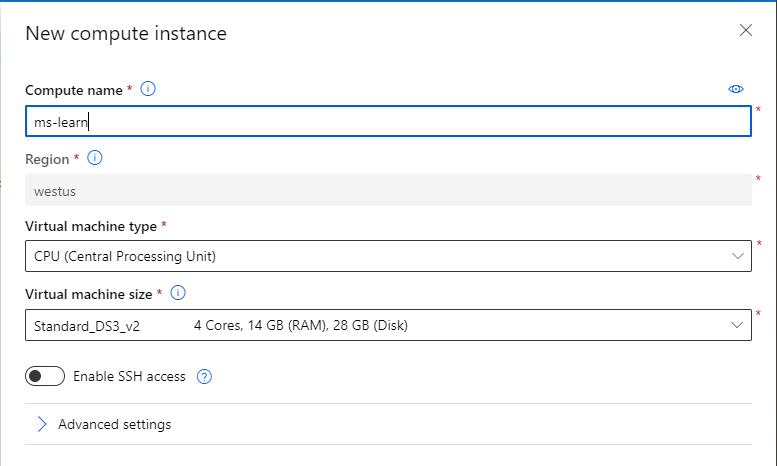 New compute instance
Compute name *
ms-learn
Region *
westus
Virtual machine type *
CPU (Central Processing Unit)
Virtual machine size *
Standard_DS3_v2 4 Cores, 14 GB (RAM), 28 GB (Disk)
Enable SSH access
Advanced settings